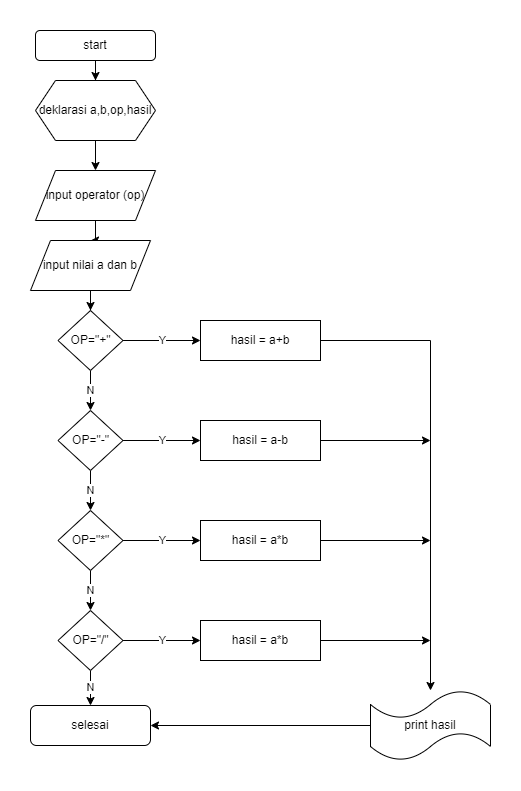 start
deklarasi a,b,op,hasil
input operator (op)
input nilai a dan b
OP="+"
Y
hasil = a+b
N
OP="-"
Y
hasil = a-b
N
OP="*"
Y
hasil = a*b
N
OP="/"
Y
hasil = a*b
N
selesai
print hasil